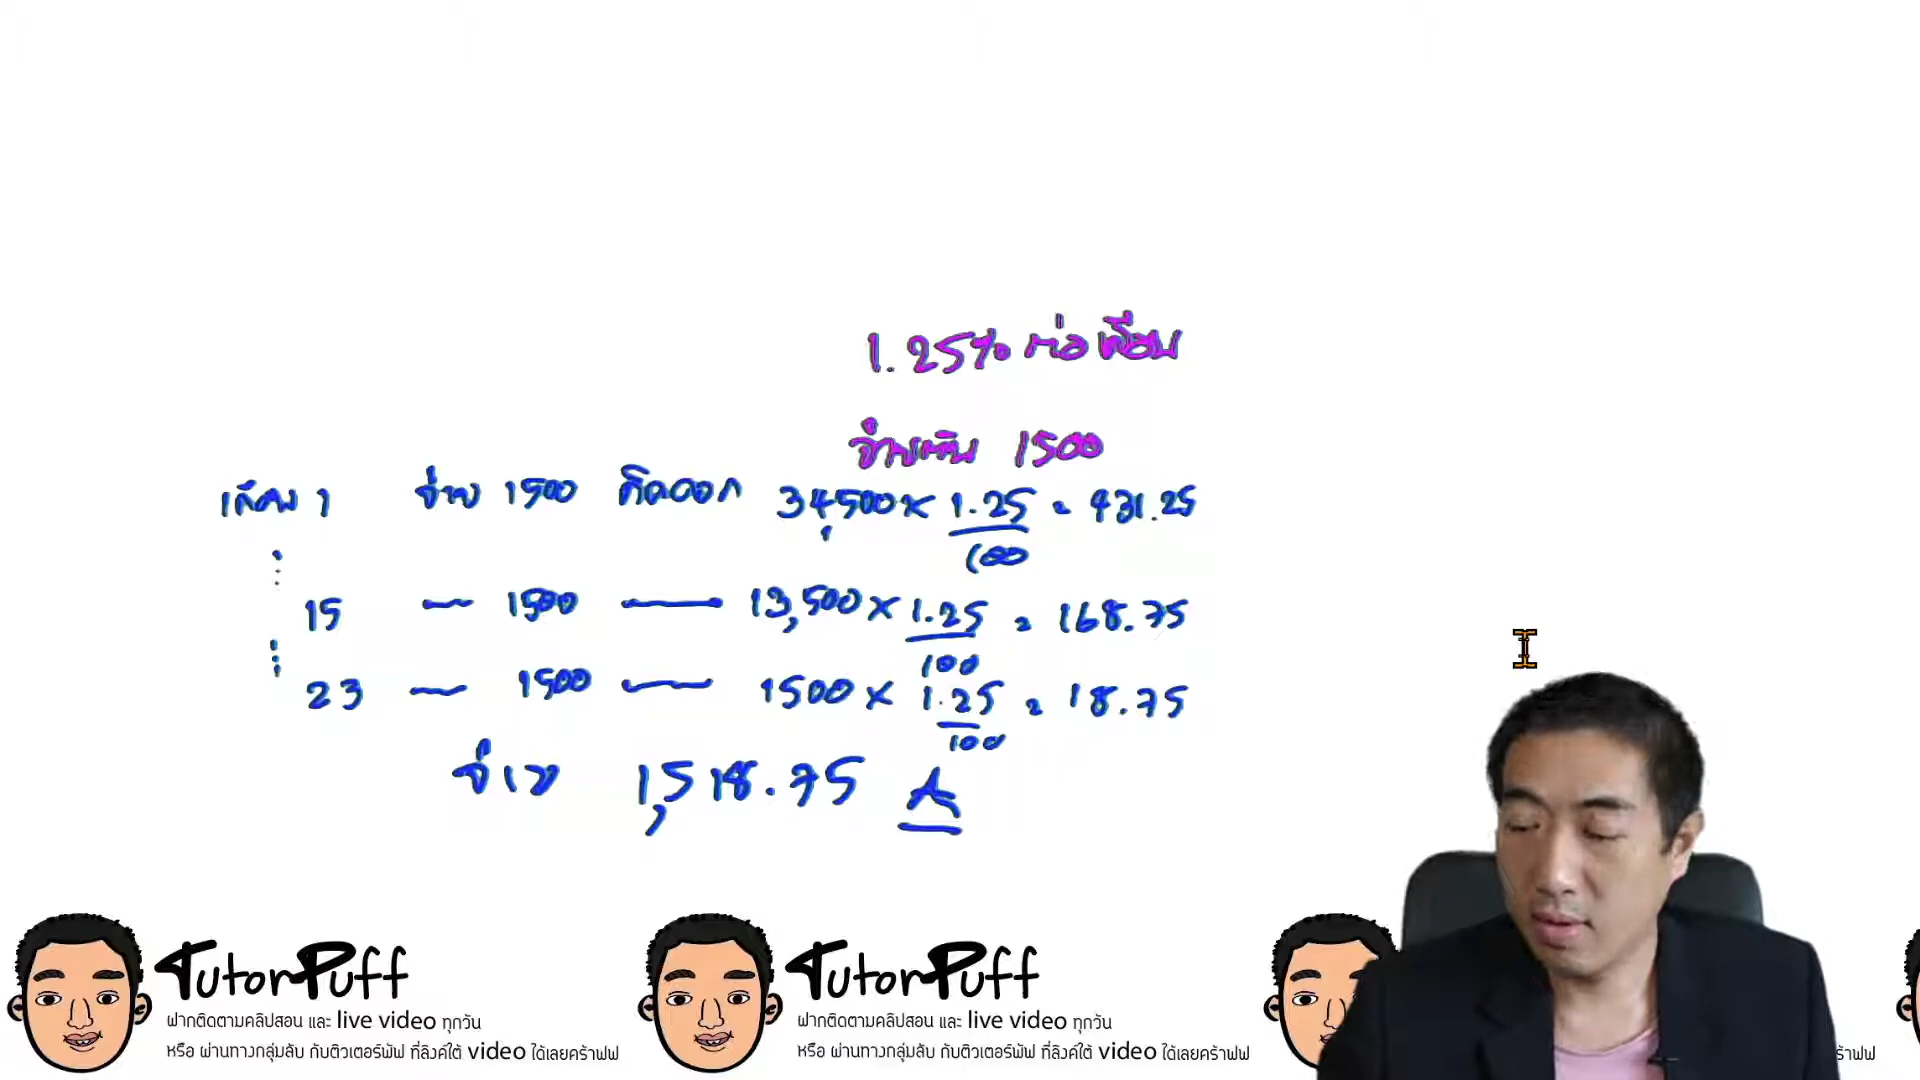 1.25% ต่อเดือน
จ่ายเงิน 1500
เดือน 1 จ่าย 1500 คิดดอก 34,500 × 1.25/100 = 431.25
15 — 1500 — 13,500 × 1.25/100 = 168.75
23 — 1500 — 1500 × 1.25/100 = 18.75
จ่าย 1,518.75
TutorPuff
ฝากติดตามคลิปสอน และ live video ทุกวัน
หรือ ผ่านทางกลุ่มลับ กับติวเตอร์พัฟ ที่ลิงค์ใต้ video ได้เลยคร้าฟฟ
TutorPuff
ฝากติดตามคลิปสอน และ live video ทุกวัน
หรือ ผ่านทางกลุ่มลับ กับติวเตอร์พัฟ ที่ลิงค์ใต้ video ได้เลยคร้าฟฟ
ร้าฟฟ